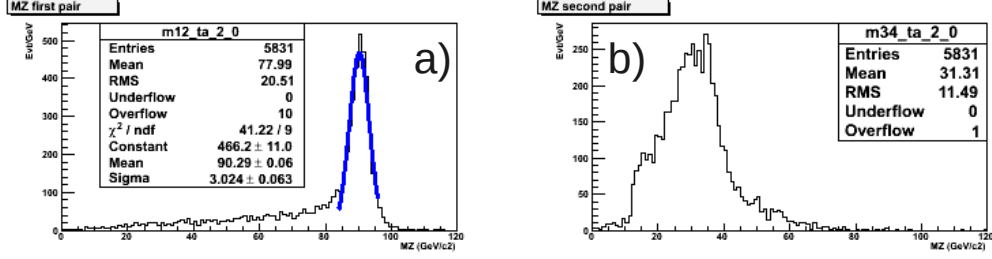 MZ first pair
Evt/GeV
m12_ta_2_0
Entries 5831
Mean 77.99
RMS 20.51
Underflow 0
Overflow 10
χ² / ndf 41.22 / 9
Constant 466.2 ± 11.0
Mean 90.29 ± 0.06
Sigma 3.024 ± 0.063
a)
500
400
300
200
100
0
0 20 40 60 80 100 120
MZ (GeV/c2)
MZ second pair
Evt/GeV
b)
m34_ta_2_0
Entries 5831
Mean 31.31
RMS 11.49
Underflow 0
Overflow 1
250
200
150
100
50
0
0 20 40 60 80 100 120
MZ (GeV/c2)